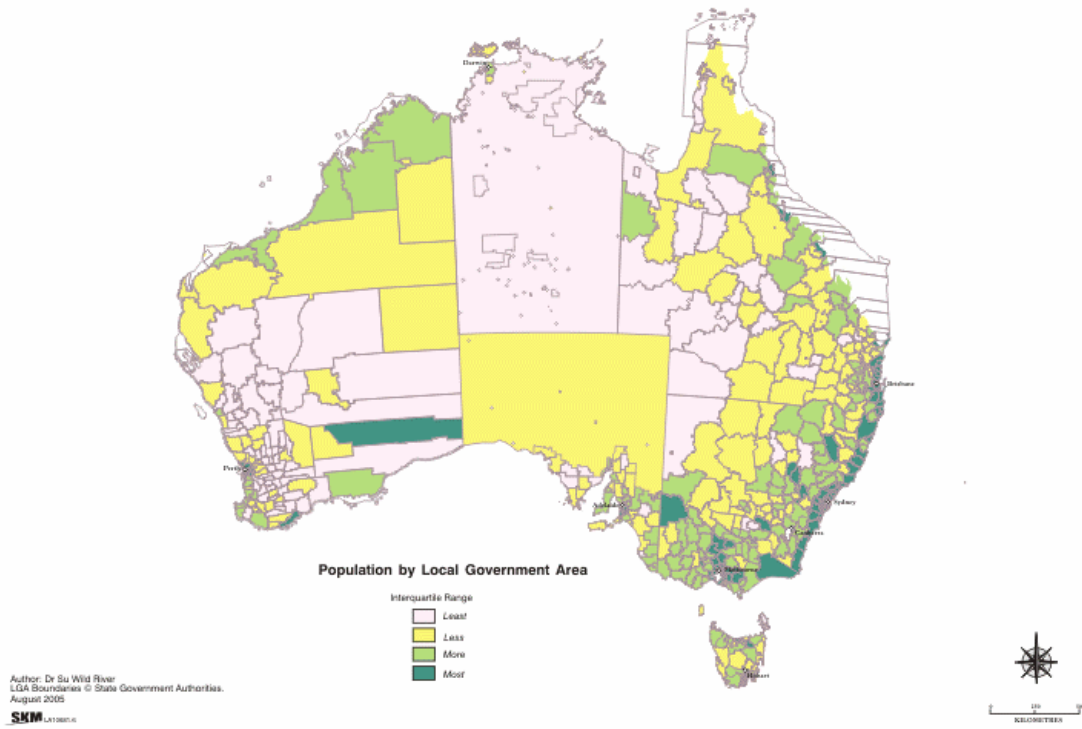 Darwin
Brisbane
Perth
Adelaide
Sydney
Canberra
Melbourne
Hobart
Population by Local Government Area
Interquartile Range
Least
Less
More
Most
Author: Dr Su Wild River
LGA Boundaries © State Government Authorities.
August 2005
SKM
KILOMETRES